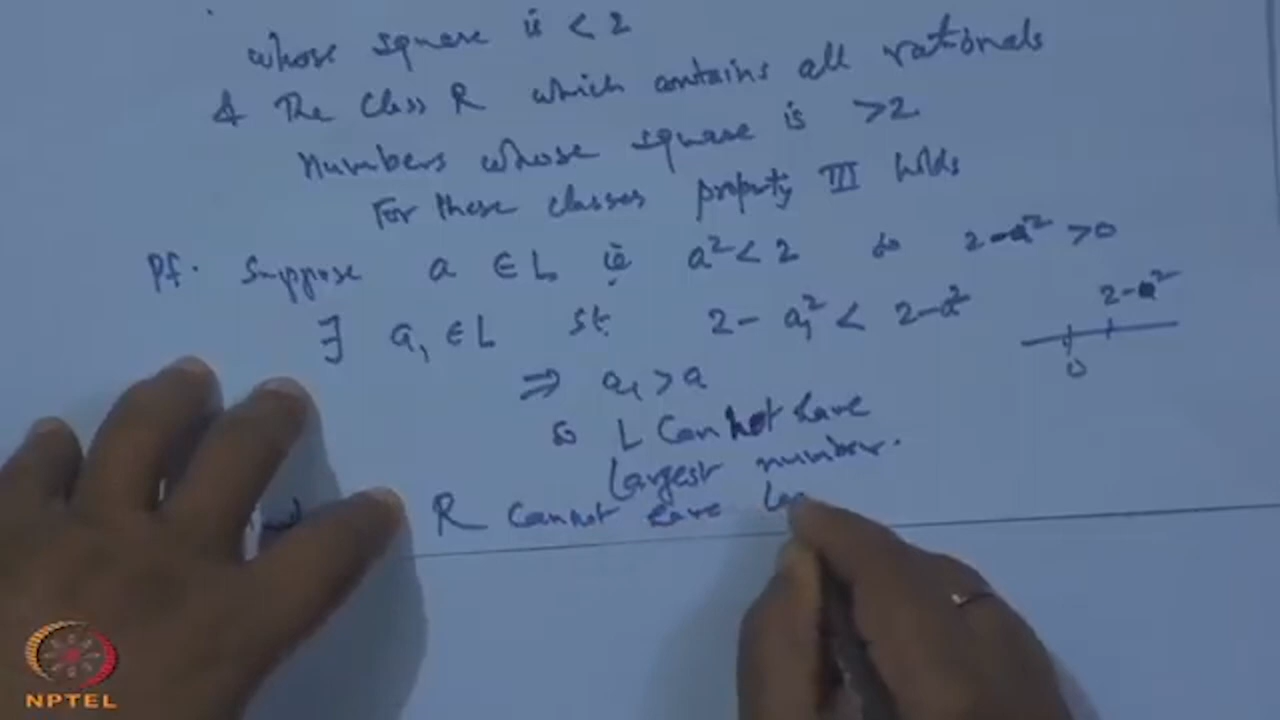 whose square is < 2
& The Class R which contains all rationals
Numbers whose square is >2
For these classes property III holds
Pf. Suppose a ∈ L ie a² < 2 so 2-a² >0
∃ a₁ ∈ L st. 2 - a₁² < 2-a²
2-a²
0
⇒ a₁ > a
so L Cannot have
largest number.
R Cannot have
NPTEL